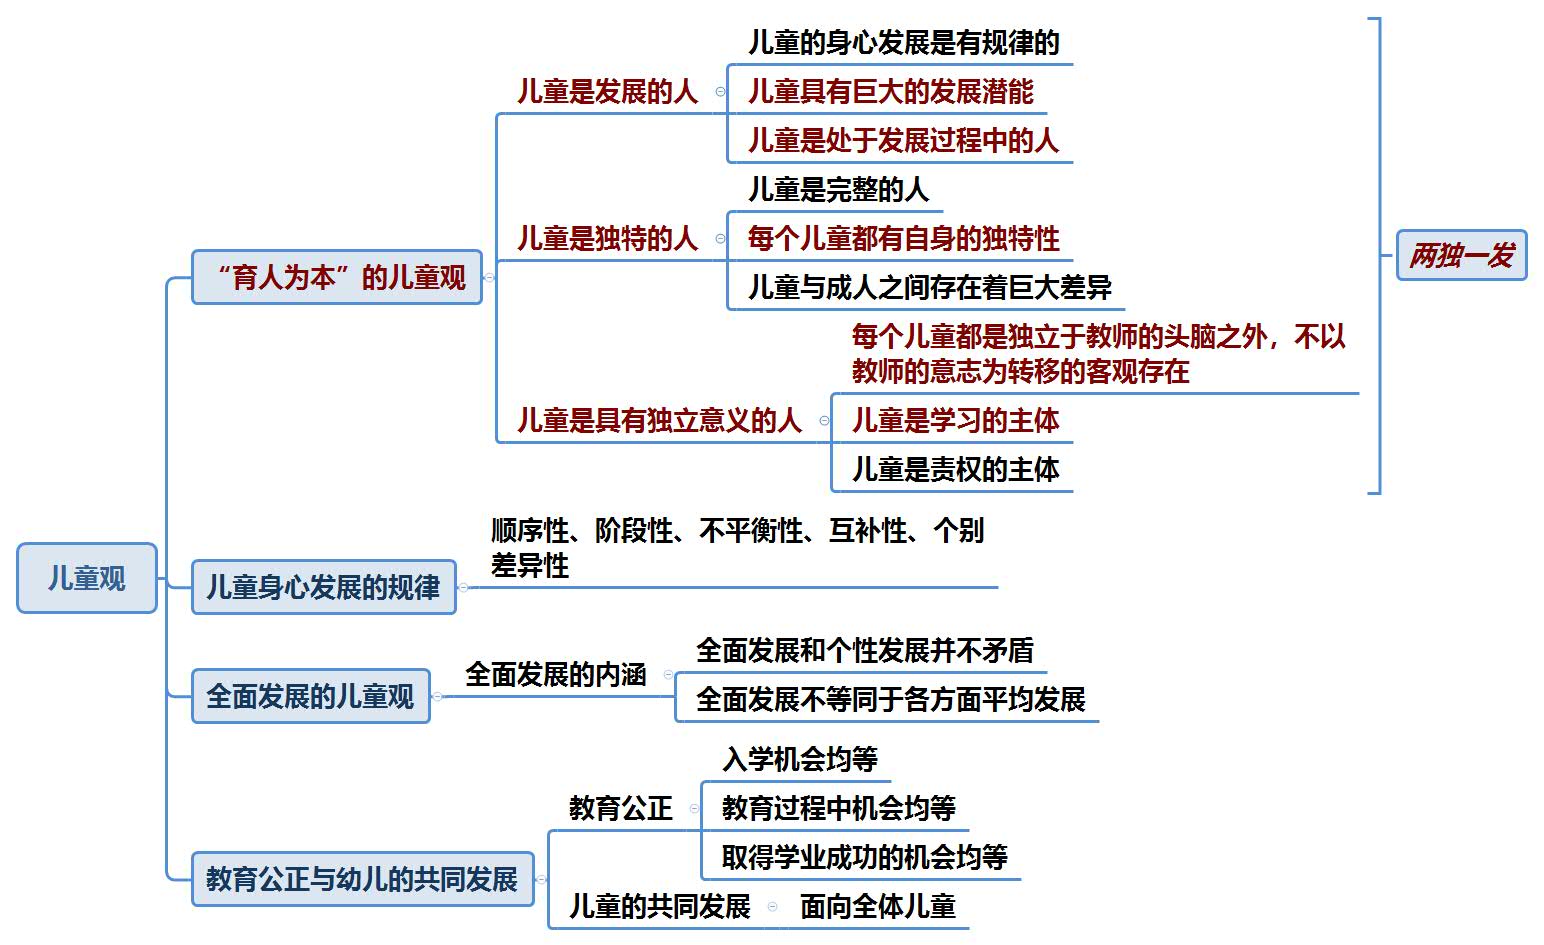 儿童观
“育人为本”的儿童观
儿童是发展的人
儿童的身心发展是有规律的
儿童具有巨大的发展潜能
儿童是处于发展过程中的人
儿童是独特的人
儿童是完整的人
每个儿童都有自身的独特性
儿童与成人之间存在着巨大差异
儿童是具有独立意义的人
每个儿童都是独立于教师的头脑之外，不以
教师的意志为转移的客观存在
儿童是学习的主体
儿童是责权的主体
两独一发
儿童身心发展的规律
顺序性、阶段性、不平衡性、互补性、个别
差异性
全面发展的儿童观
全面发展的内涵
全面发展和个性发展并不矛盾
全面发展不等同于各方面平均发展
教育公正与幼儿的共同发展
教育公正
入学机会均等
教育过程中机会均等
取得学业成功的机会均等
儿童的共同发展
面向全体儿童